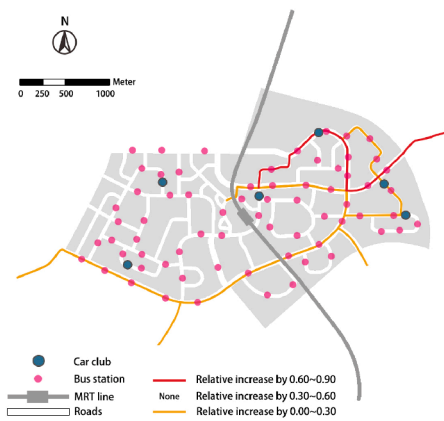 N
Meter
0 250 500 1000
Car club
Bus station Relative increase by 0.60~0.90
MRT line None Relative increase by 0.30~0.60
Roads Relative increase by 0.00~0.30